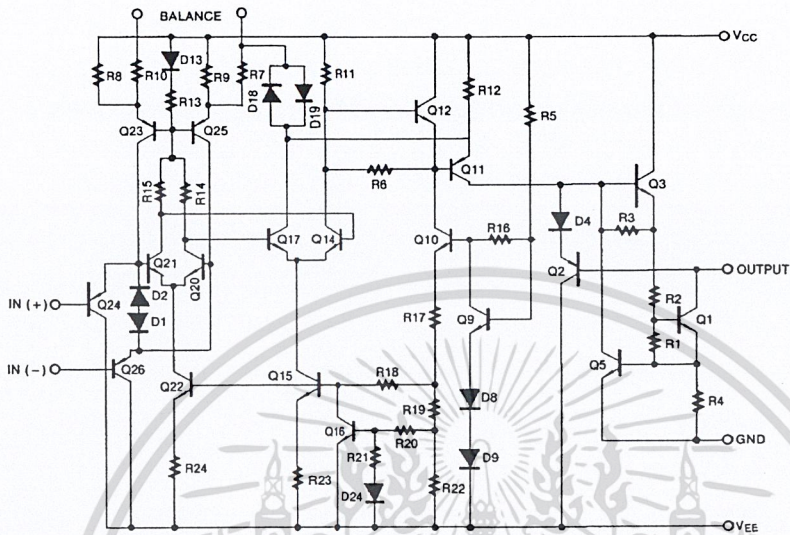 BALANCE
VCC
R8
R10
D13
R9
R7
D18
D19
R11
R12
R5
R13
Q12
Q23
Q25
Q11
Q3
R15
R14
R6
D4
R3
Q17
Q14
Q10
R16
Q21
Q20
Q2
OUTPUT
Q24
D2
IN (+)
D1
R17
Q9
R2
Q1
R1
IN (-)
Q26
Q22
Q15
R18
Q5
D8
R4
R19
Q16
R20
GND
R21
D9
R24
R23
D24
R22
VEE